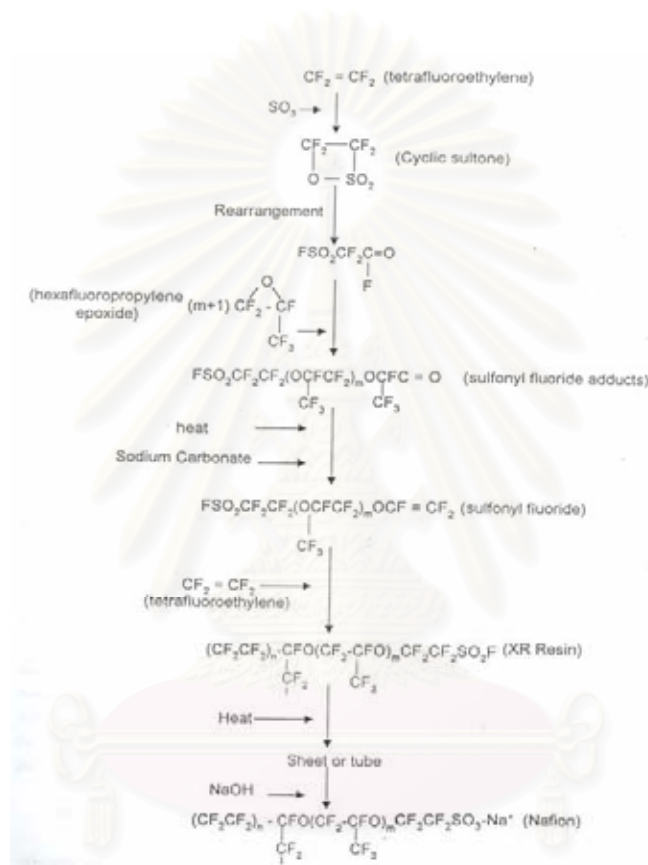 CF₂ = CF₂ (tetrafluoroethylene)
SO₃
CF₂—CF₂
(Cyclic sultone)
O — SO₂
Rearrangement
FSO₂CF₂C=O
F
O
(hexafluoropropylene epoxide) (m+1) CF₂ - CF
CF₃
FSO₂CF₂CF₂(OCFCF₂)ₘOCFC = O (sulfonyl fluoride adducts)
CF₃ CF₃
heat
Sodium Carbonate
FSO₂CF₂CF₂(OCFCF₂)ₘOCF = CF₂ (sulfonyl fluoride)
CF₃
CF₂ = CF₂
(tetrafluoroethylene)
(CF₂CF₂)ₙ-CFO(CF₂-CFO)ₘCF₂CF₂SO₂F (XR Resin)
CF₂ CF₃
Heat
Sheet or tube
NaOH
(CF₂CF₂)ₙ - CFO(CF₂-CFO)ₘCF₂CF₂SO₃-Na⁺ (Nafion)
CF₂ CF₃